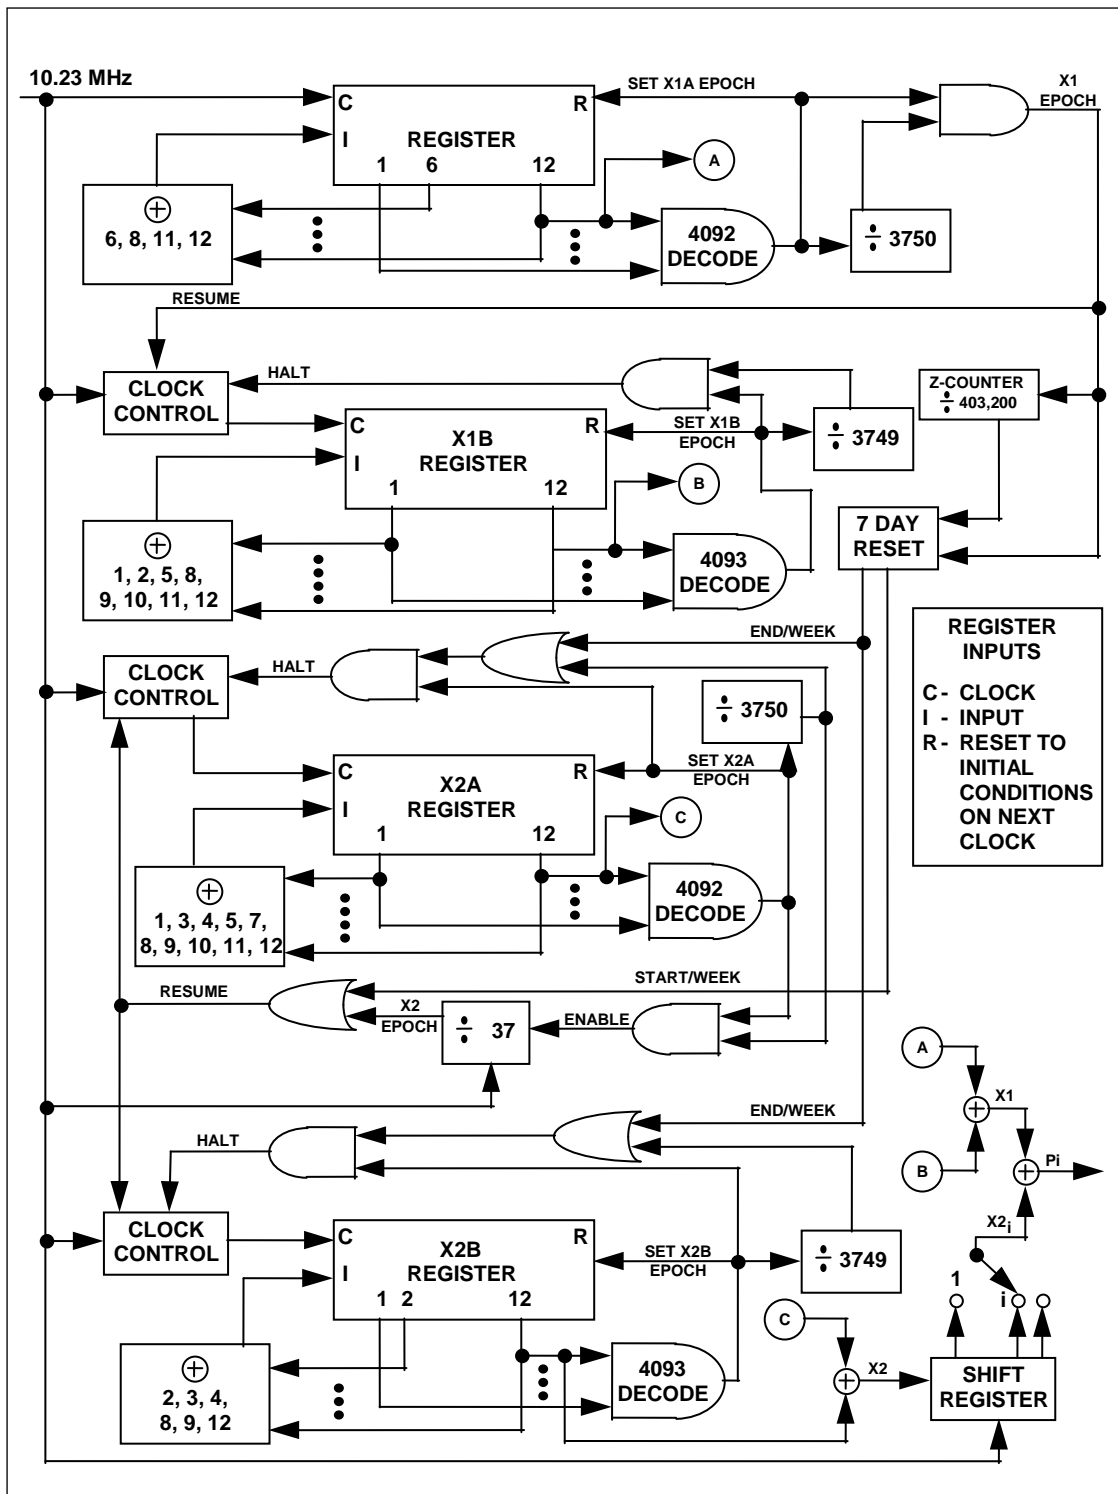 10.23 MHz
C
R
SET X1A EPOCH
X1
EPOCH
I
REGISTER
1 6 12
A
⊕
6, 8, 11, 12
4092
DECODE
÷ 3750
RESUME
CLOCK
CONTROL
HALT
Z-COUNTER
÷ 403,200
C
X1B
REGISTER
R
SET X1B
EPOCH
÷ 3749
I
1 12
B
7 DAY
RESET
⊕
1, 2, 5, 8,
9, 10, 11, 12
4093
DECODE
REGISTER
INPUTS
C - CLOCK
I - INPUT
R - RESET TO
INITIAL
CONDITIONS
ON NEXT
CLOCK
END/WEEK
CLOCK
CONTROL
HALT
÷ 3750
C
X2A
REGISTER
R
SET X2A
EPOCH
I
1 12
C
⊕
1, 3, 4, 5, 7,
8, 9, 10, 11, 12
4092
DECODE
START/WEEK
RESUME
X2
EPOCH
÷ 37
ENABLE
A
X1
B
Pi
X2i
END/WEEK
HALT
CLOCK
CONTROL
C
X2B
REGISTER
R
SET X2B
EPOCH
÷ 3749
I
1 2 12
1
i
C
⊕
2, 3, 4,
8, 9, 12
4093
DECODE
X2
SHIFT
REGISTER